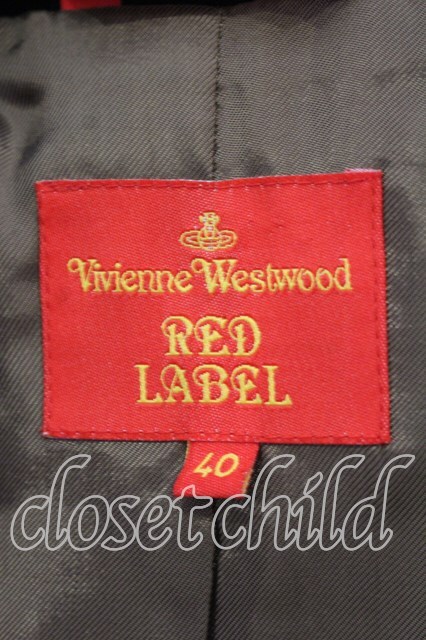 Vivienne Westwood
RED
LABEL
40
closet child